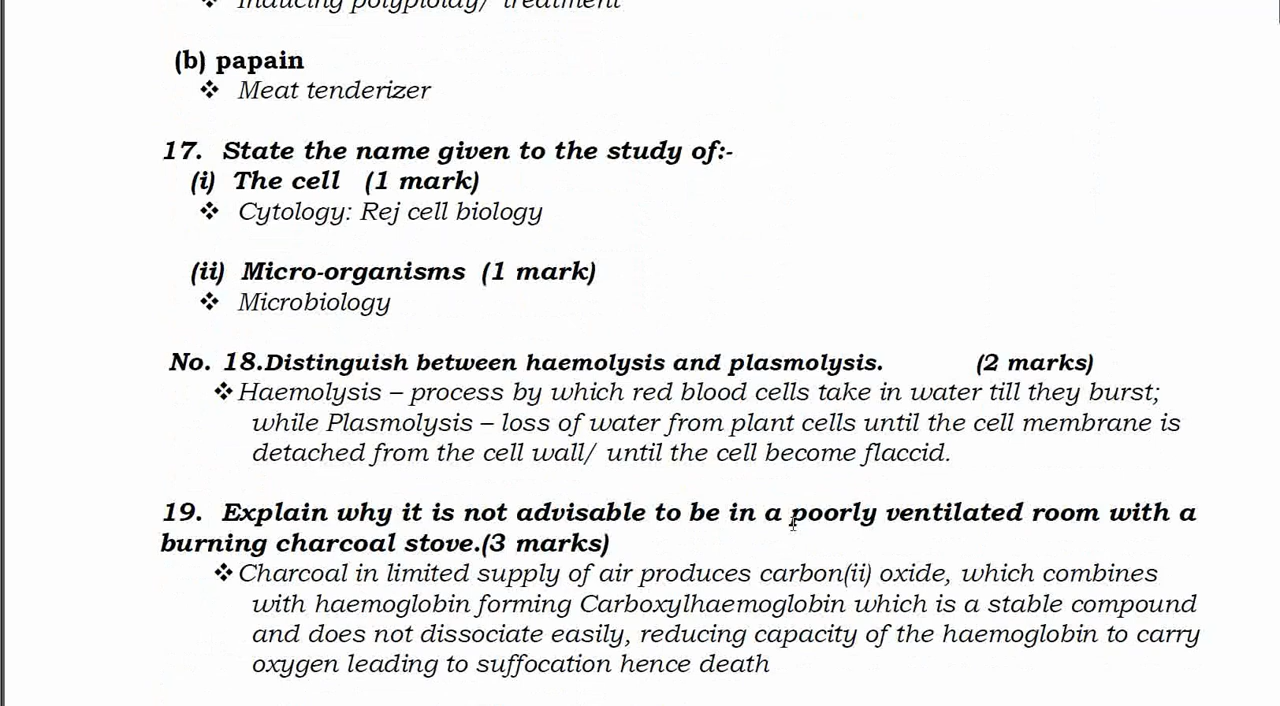 ❖ Inducing polyploidy/ treatment
(b) papain
❖ Meat tenderizer
17. State the name given to the study of:-
(i) The cell (1 mark)
❖ Cytology: Rej cell biology
(ii) Micro-organisms (1 mark)
❖ Microbiology
No. 18.Distinguish between haemolysis and plasmolysis. (2 marks)
❖ Haemolysis – process by which red blood cells take in water till they burst;
while Plasmolysis – loss of water from plant cells until the cell membrane is
detached from the cell wall/ until the cell become flaccid.
19. Explain why it is not advisable to be in a poorly ventilated room with a
burning charcoal stove.(3 marks)
❖ Charcoal in limited supply of air produces carbon(ii) oxide, which combines
with haemoglobin forming Carboxylhaemoglobin which is a stable compound
and does not dissociate easily, reducing capacity of the haemoglobin to carry
oxygen leading to suffocation hence death